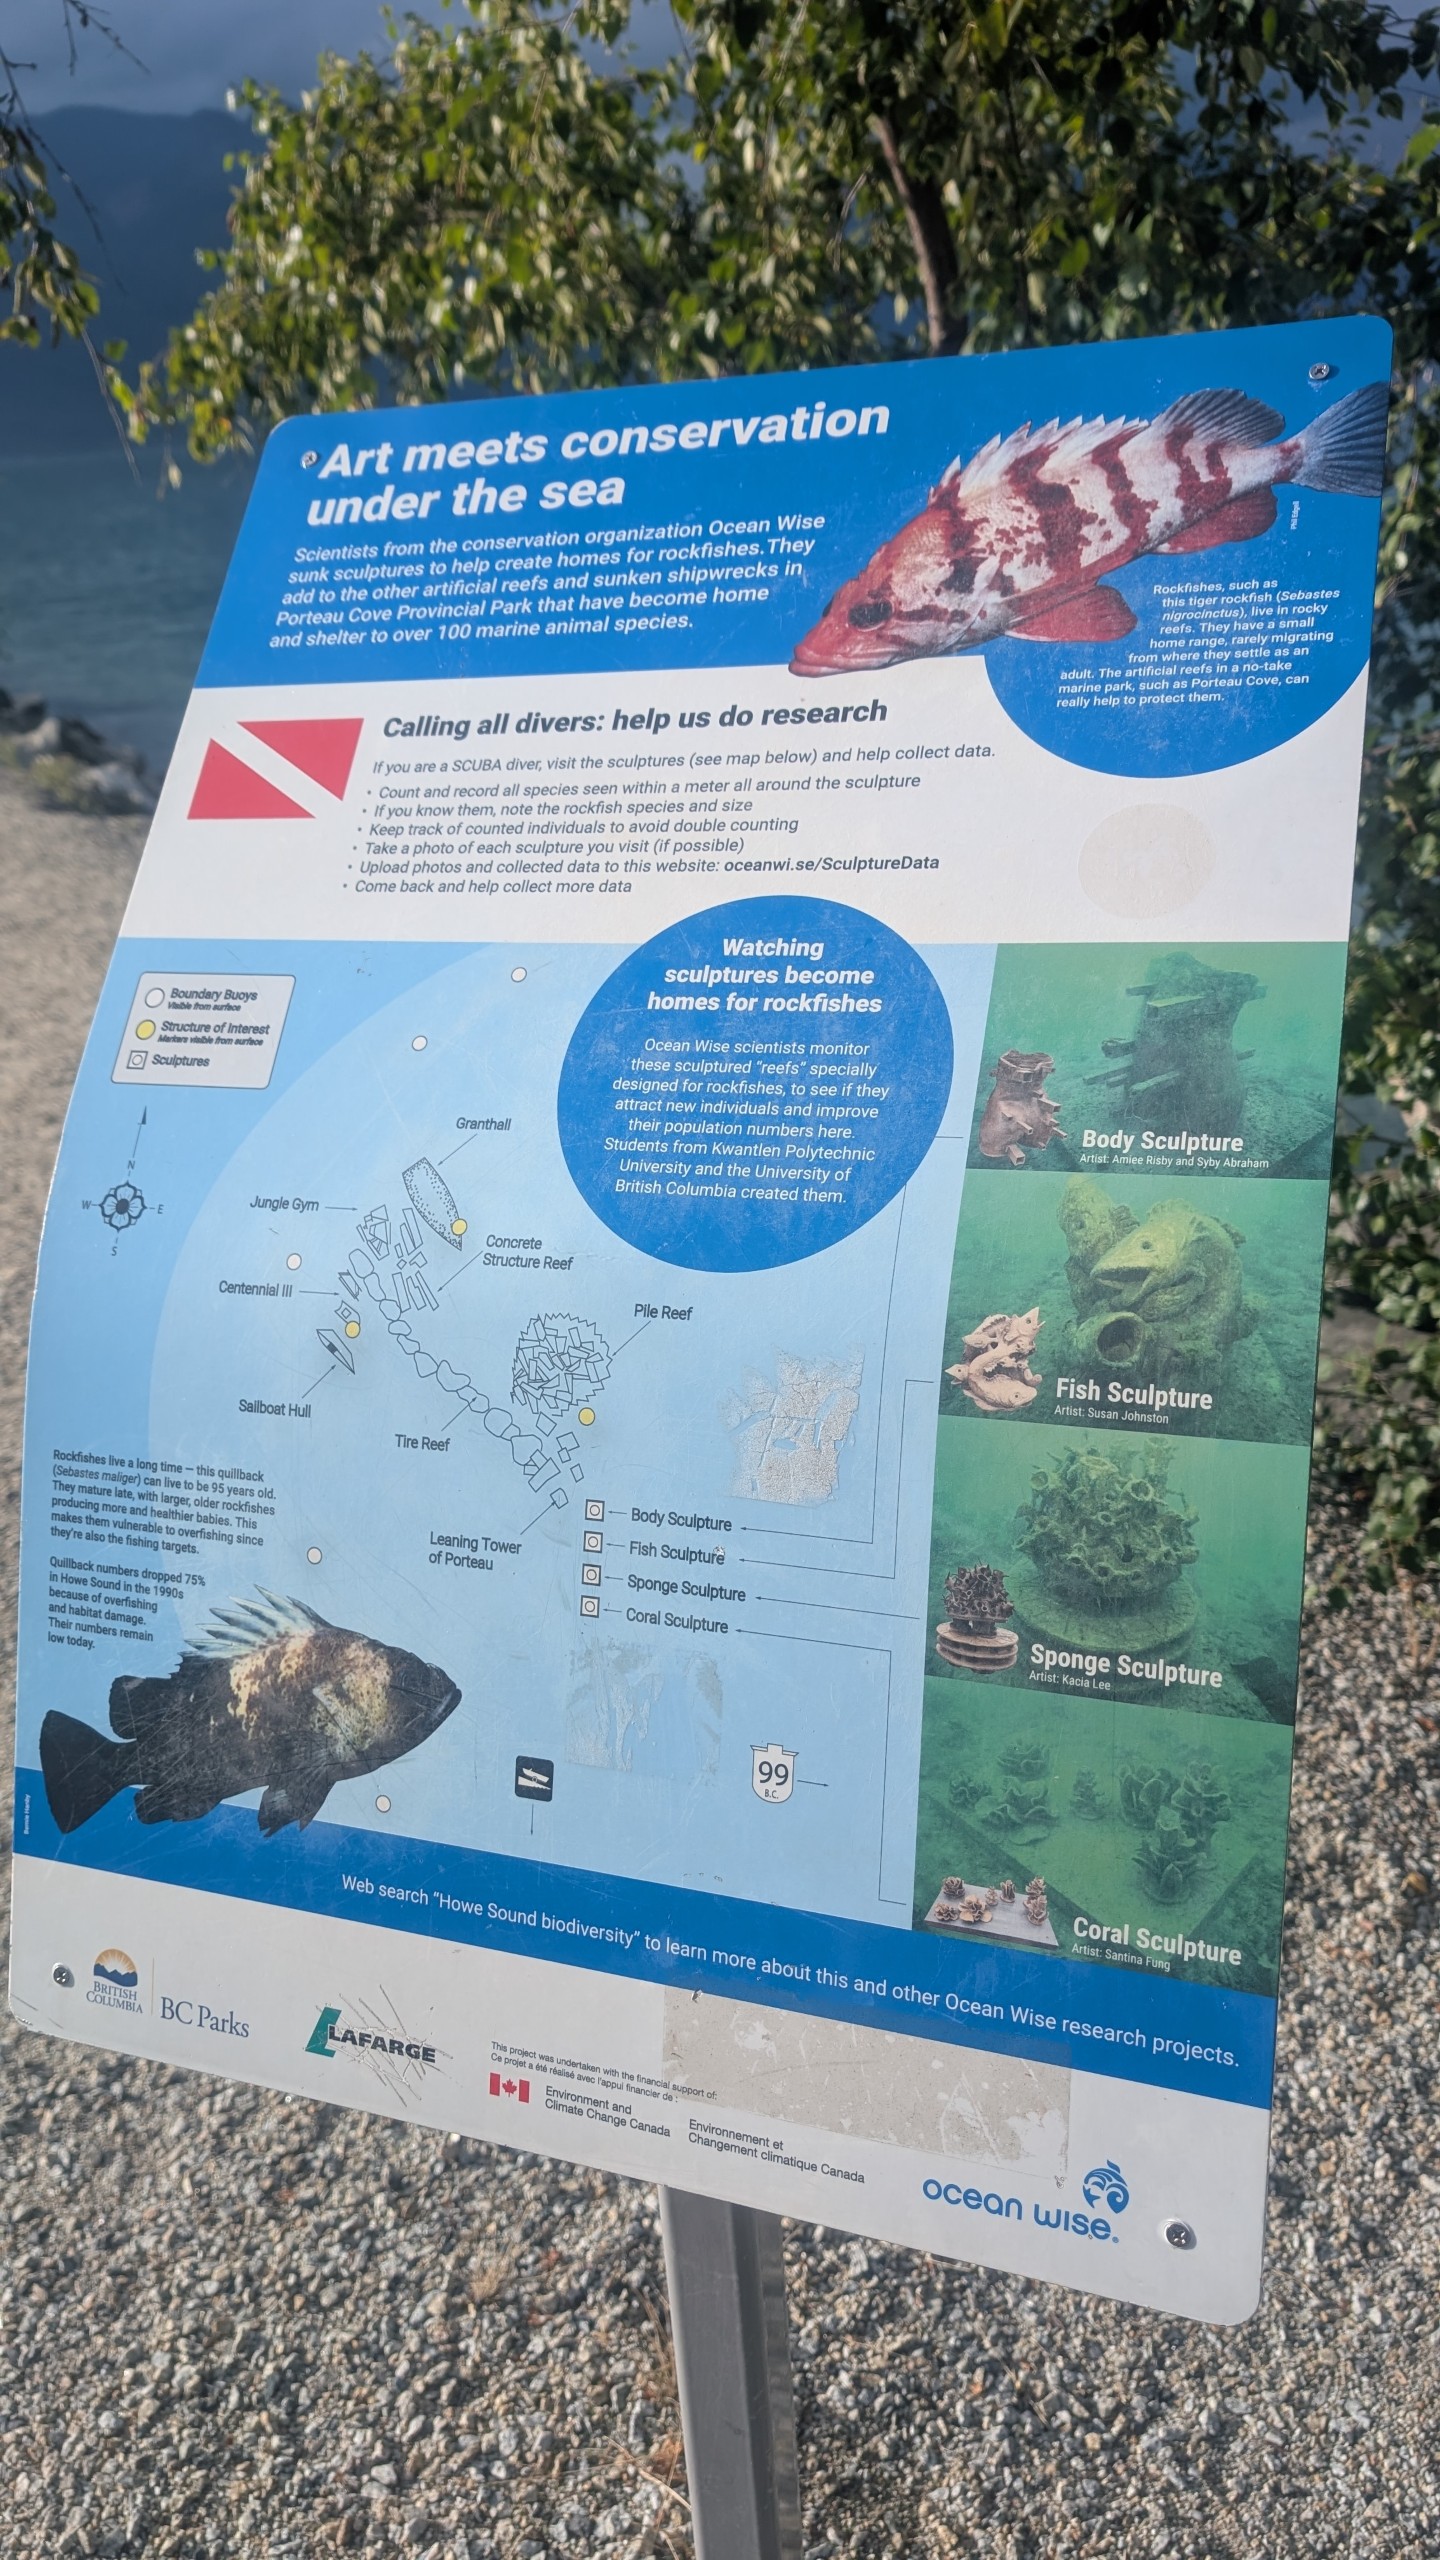 Art meets conservation
under the sea
Scientists from the conservation organization Ocean Wise
sunk sculptures to help create homes for rockfishes. They
add to the other artificial reefs and sunken shipwrecks in
Porteau Cove Provincial Park that have become home
and shelter to over 100 marine animal species.
Phil Edgell
Rockfishes, such as
this tiger rockfish (Sebastes
nigrocinctus), live in rocky
reefs. They have a small
home range, rarely migrating
from where they settle as an
adult. The artificial reefs in a no-take
marine park, such as Porteau Cove, can
really help to protect them.
Calling all divers: help us do research
If you are a SCUBA diver, visit the sculptures (see map below) and help collect data.
• Count and record all species seen within a meter all around the sculpture
• If you know them, note the rockfish species and size
• Keep track of counted individuals to avoid double counting
• Take a photo of each sculpture you visit (if possible)
• Upload photos and collected data to this website: oceanwi.se/SculptureData
• Come back and help collect more data
Watching
sculptures become
homes for rockfishes
Ocean Wise scientists monitor
these sculptured “reefs” specially
designed for rockfishes, to see if they
attract new individuals and improve
their population numbers here.
Students from Kwantlen Polytechnic
University and the University of
British Columbia created them.
Boundary Buoys
Visible from surface
Structure of Interest
Markers visible from surface
Sculptures
N
W
E
S
Granthall
Jungle Gym
Concrete
Structure Reef
Centennial III
Pile Reef
Sailboat Hull
Tire Reef
Leaning Tower
of Porteau
Body Sculpture
Fish Sculpture
Sponge Sculpture
Coral Sculpture
99
B.C.
Body Sculpture
Artist: Amiee Risby and Syby Abraham
Fish Sculpture
Artist: Susan Johnston
Sponge Sculpture
Artist: Kacia Lee
Coral Sculpture
Artist: Santina Fung
Rockfishes live a long time – this quillback
(Sebastes maliger) can live to be 95 years old.
They mature late, with larger, older rockfishes
producing more and healthier babies. This
makes them vulnerable to overfishing since
they're also the fishing targets.
Quillback numbers dropped 75%
in Howe Sound in the 1990s
because of overfishing
and habitat damage.
Their numbers remain
low today.
Web search “Howe Sound biodiversity” to learn more about this and other Ocean Wise research projects.
BRITISH
COLUMBIA
BC Parks
LAFARGE
This project was undertaken with the financial support of:
Ce projet a été réalisé avec l'appui financier de :
Environment and
Climate Change Canada
Environnement et
Changement climatique Canada
ocean wise.